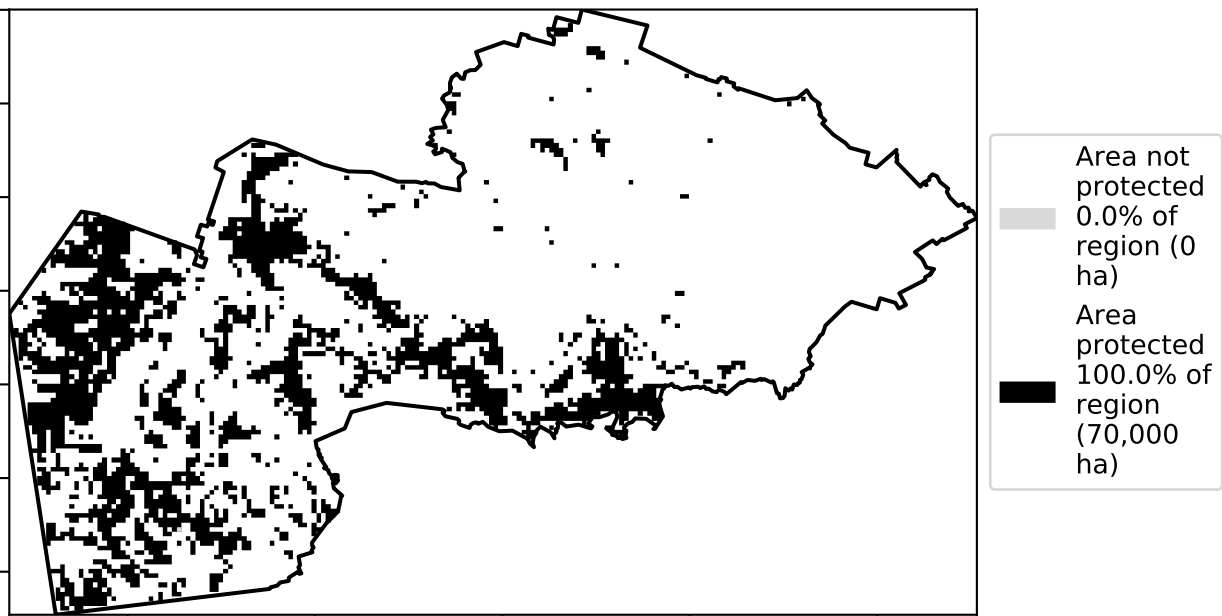 Area not
protected
0.0% of
region (0
ha)
Area
protected
100.0% of
region
(70,000
ha)